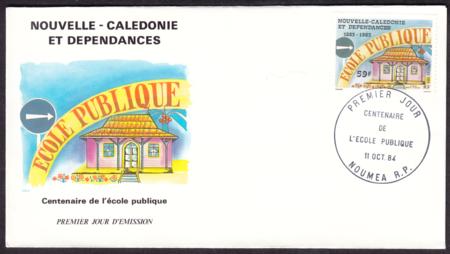 NOUVELLE - CALEDONIE
ET DEPENDANCES
ECOLE PUBLIQUE
Centenaire de l'école publique
PREMIER JOUR D'EMISSION
NOUVELLE-CALEDONIE
ET DEPENDANCES
1883-1983
ECOLE PUBLIQUE
59F
PREMIER JOUR
CENTENAIRE
DE
L'ECOLE PUBLIQUE
11 OCT. 84
NOUMEA R.P.